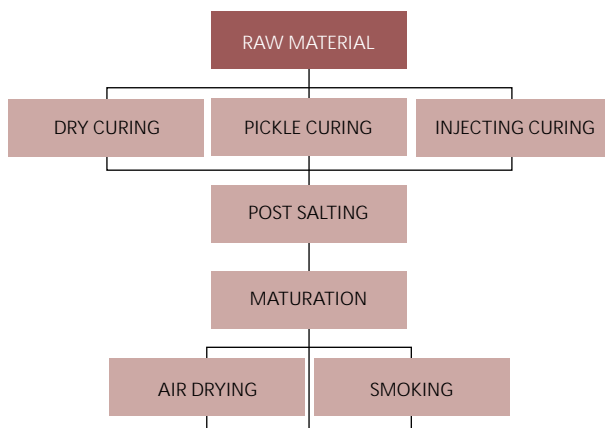 RAW MATERIAL
DRY CURING
PICKLE CURING
INJECTING CURING
POST SALTING
MATURATION
AIR DRYING
SMOKING